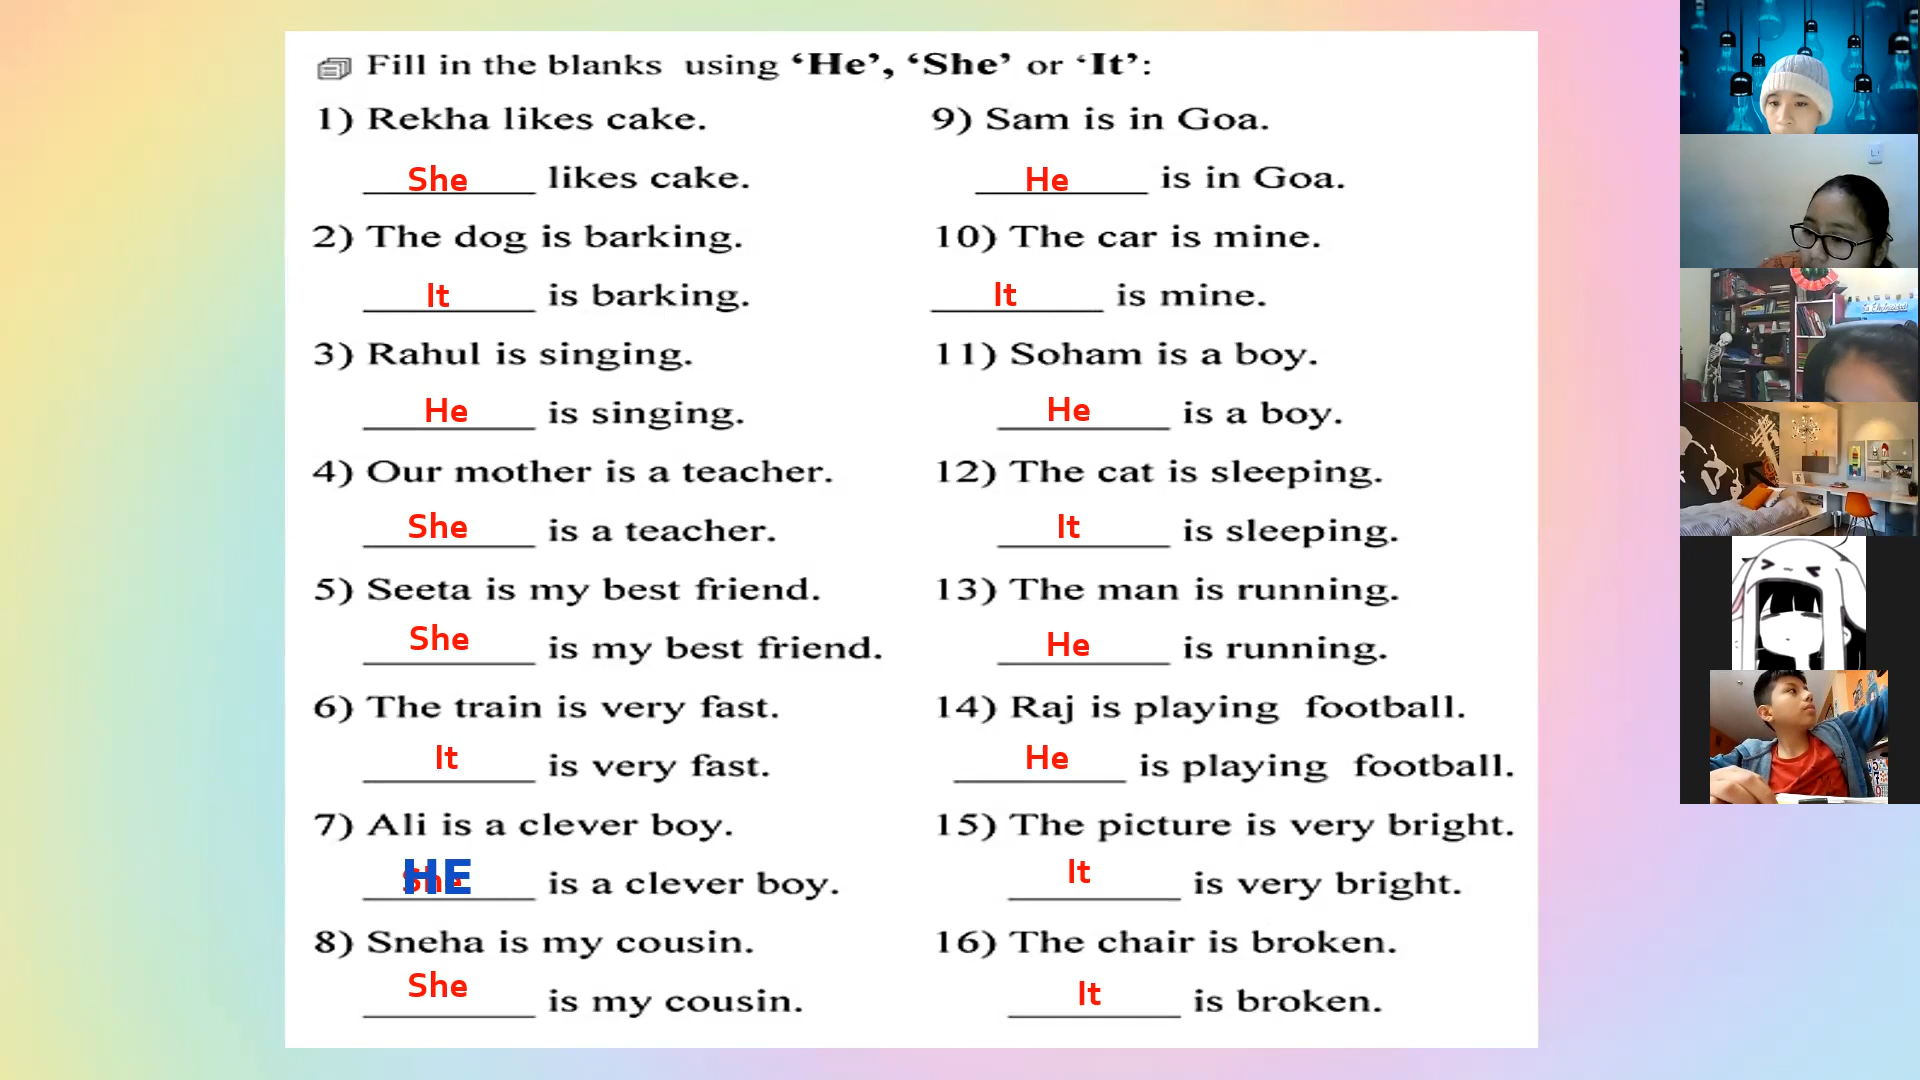 Fill in the blanks using ‘He’, ‘She’ or ‘It’:
1) Rekha likes cake.
She likes cake.
2) The dog is barking.
It is barking.
3) Rahul is singing.
He is singing.
4) Our mother is a teacher.
She is a teacher.
5) Seeta is my best friend.
She is my best friend.
6) The train is very fast.
It is very fast.
7) Ali is a clever boy.
She HE is a clever boy.
8) Sneha is my cousin.
She is my cousin.
9) Sam is in Goa.
He is in Goa.
10) The car is mine.
It is mine.
11) Soham is a boy.
He is a boy.
12) The cat is sleeping.
It is sleeping.
13) The man is running.
He is running.
14) Raj is playing football.
He is playing football.
15) The picture is very bright.
It is very bright.
16) The chair is broken.
It is broken.